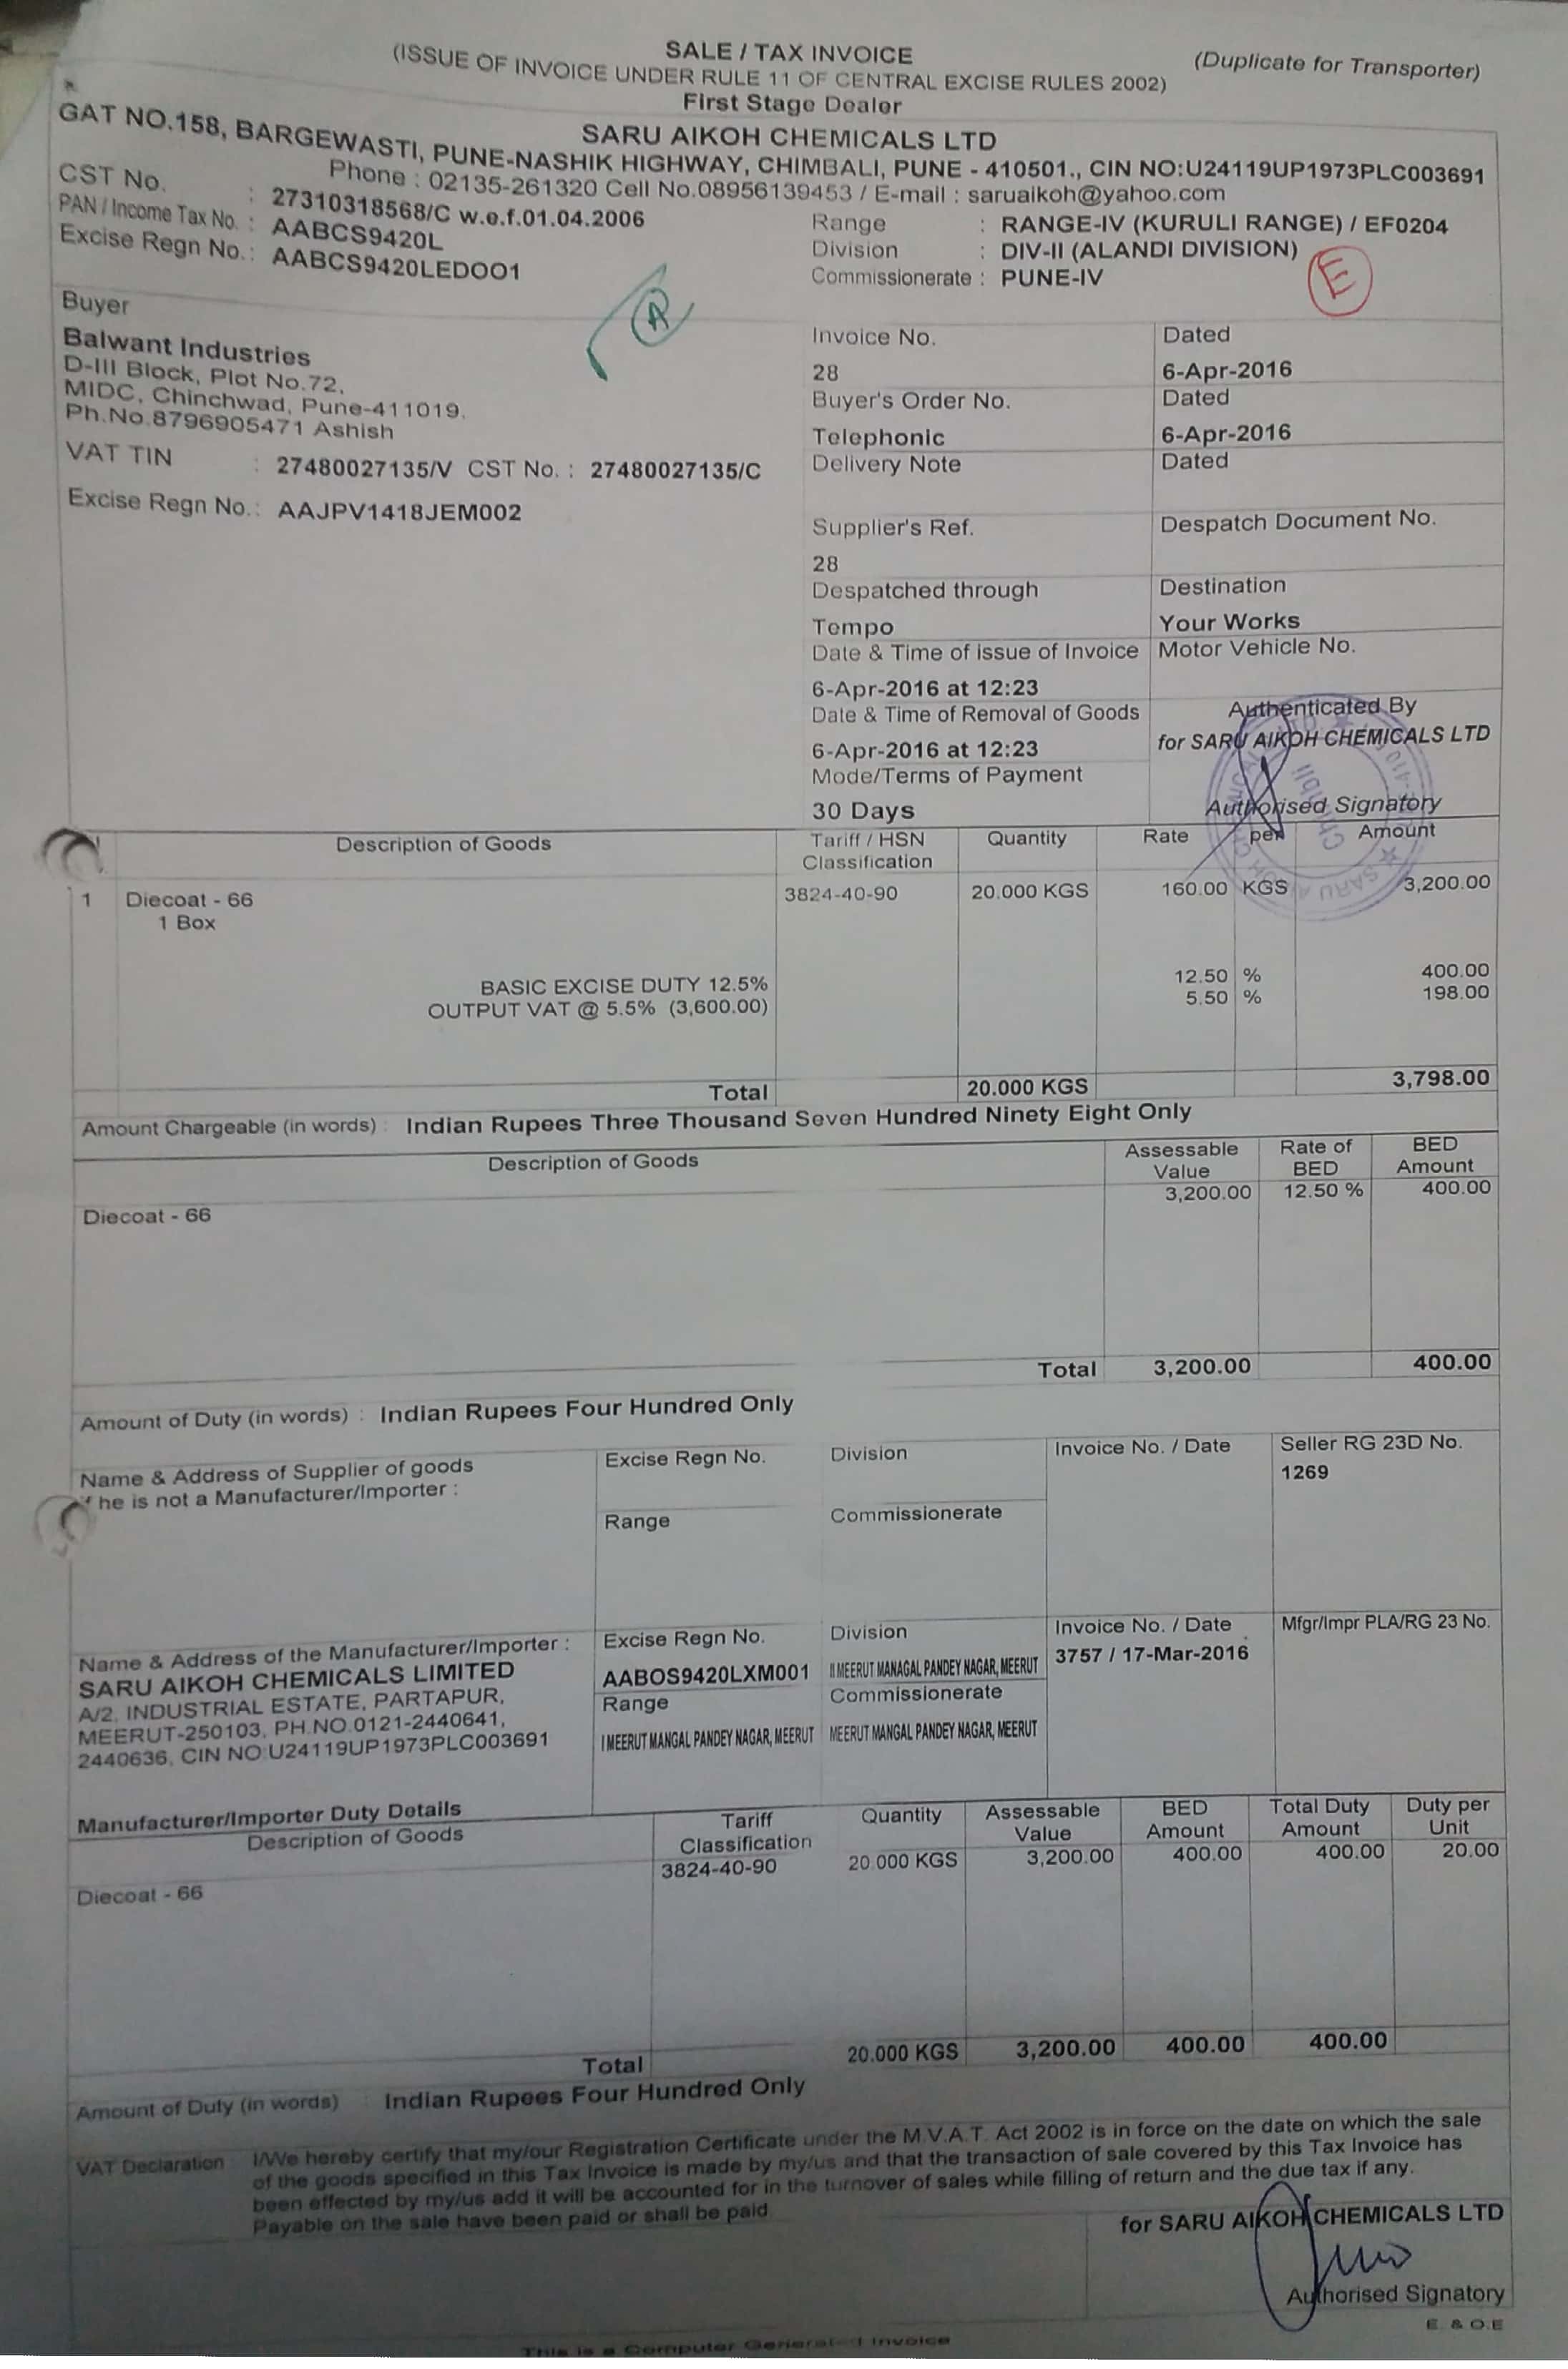 SALE / TAX INVOICE
(Duplicate for Transporter)
(ISSUE OF INVOICE UNDER RULE 11 OF CENTRAL EXCISE RULES 2002)
First Stage Dealer
SARU AIKOH CHEMICALS LTD
GAT NO.158, BARGEWASTI, PUNE-NASHIK HIGHWAY, CHIMBALI, PUNE - 410501., CIN NO:U24119UP1973PLC003691
Phone : 02135-261320 Cell No.08956139453 / E-mail : saruaikoh@yahoo.com
CST No. : 27310318568/C w.e.f.01.04.2006
PAN / Income Tax No. : AABCS9420L
Excise Regn No.: AABCS9420LEDOO1
Range : RANGE-IV (KURULI RANGE) / EF0204
Division : DIV-II (ALANDI DIVISION)
Commissionerate : PUNE-IV
E
A
Buyer
Balwant Industries
D-III Block, Plot No.72,
MIDC, Chinchwad, Pune-411019.
Ph.No.8796905471 Ashish
VAT TIN : 27480027135/V CST No. : 27480027135/C
Excise Regn No.: AAJPV1418JEM002
Invoice No. Dated
28 6-Apr-2016
Buyer's Order No. Dated
Telephonic 6-Apr-2016
Delivery Note Dated
Supplier's Ref. Despatch Document No.
28
Despatched through Destination
Tempo Your Works
Date & Time of issue of Invoice Motor Vehicle No.
6-Apr-2016 at 12:23
Date & Time of Removal of Goods Authenticated By
6-Apr-2016 at 12:23 for SARU AIKOH CHEMICALS LTD
Mode/Terms of Payment
30 Days Authorised Signatory
Description of Goods Tariff / HSN Classification Quantity Rate per Amount
1 Diecoat - 66 3824-40-90 20.000 KGS 160.00 KGS 3,200.00
1 Box
BASIC EXCISE DUTY 12.5% 12.50 % 400.00
OUTPUT VAT @ 5.5% (3,600.00) 5.50 % 198.00
Total 20.000 KGS 3,798.00
Amount Chargeable (in words) : Indian Rupees Three Thousand Seven Hundred Ninety Eight Only
Description of Goods Assessable Value Rate of BED BED Amount
Diecoat - 66 3,200.00 12.50 % 400.00
Total 3,200.00 400.00
Amount of Duty (in words) : Indian Rupees Four Hundred Only
Name & Address of Supplier of goods
he is not a Manufacturer/Importer :
Excise Regn No. Division Invoice No. / Date Seller RG 23D No.
1269
Range Commissionerate
Name & Address of the Manufacturer/Importer :
SARU AIKOH CHEMICALS LIMITED
A/2, INDUSTRIAL ESTATE, PARTAPUR,
MEERUT-250103, PH.NO.0121-2440641,
2440636, CIN NO:U24119UP1973PLC003691
Excise Regn No. Division Invoice No. / Date Mfgr/Impr PLA/RG 23 No.
AABOS9420LXM001 II MEERUT MANAGAL PANDEY NAGAR, MEERUT 3757 / 17-Mar-2016
Range Commissionerate
I MEERUT MANGAL PANDEY NAGAR, MEERUT MEERUT MANGAL PANDEY NAGAR, MEERUT
Manufacturer/Importer Duty Details
Description of Goods Tariff Classification Quantity Assessable Value BED Amount Total Duty Amount Duty per Unit
Diecoat - 66 3824-40-90 20.000 KGS 3,200.00 400.00 400.00 20.00
Total 20.000 KGS 3,200.00 400.00 400.00
Amount of Duty (in words) : Indian Rupees Four Hundred Only
VAT Declaration I/We hereby certify that my/our Registration Certificate under the M.V.A.T. Act 2002 is in force on the date on which the sale
of the goods specified in this Tax Invoice is made by my/us and that the transaction of sale covered by this Tax Invoice has
been effected by my/us add it will be accounted for in the turnover of sales while filling of return and the due tax if any.
Payable on the sale have been paid or shall be paid.
for SARU AIKOH CHEMICALS LTD
Authorised Signatory
E. & O.E
This is a Computer Generated Invoice